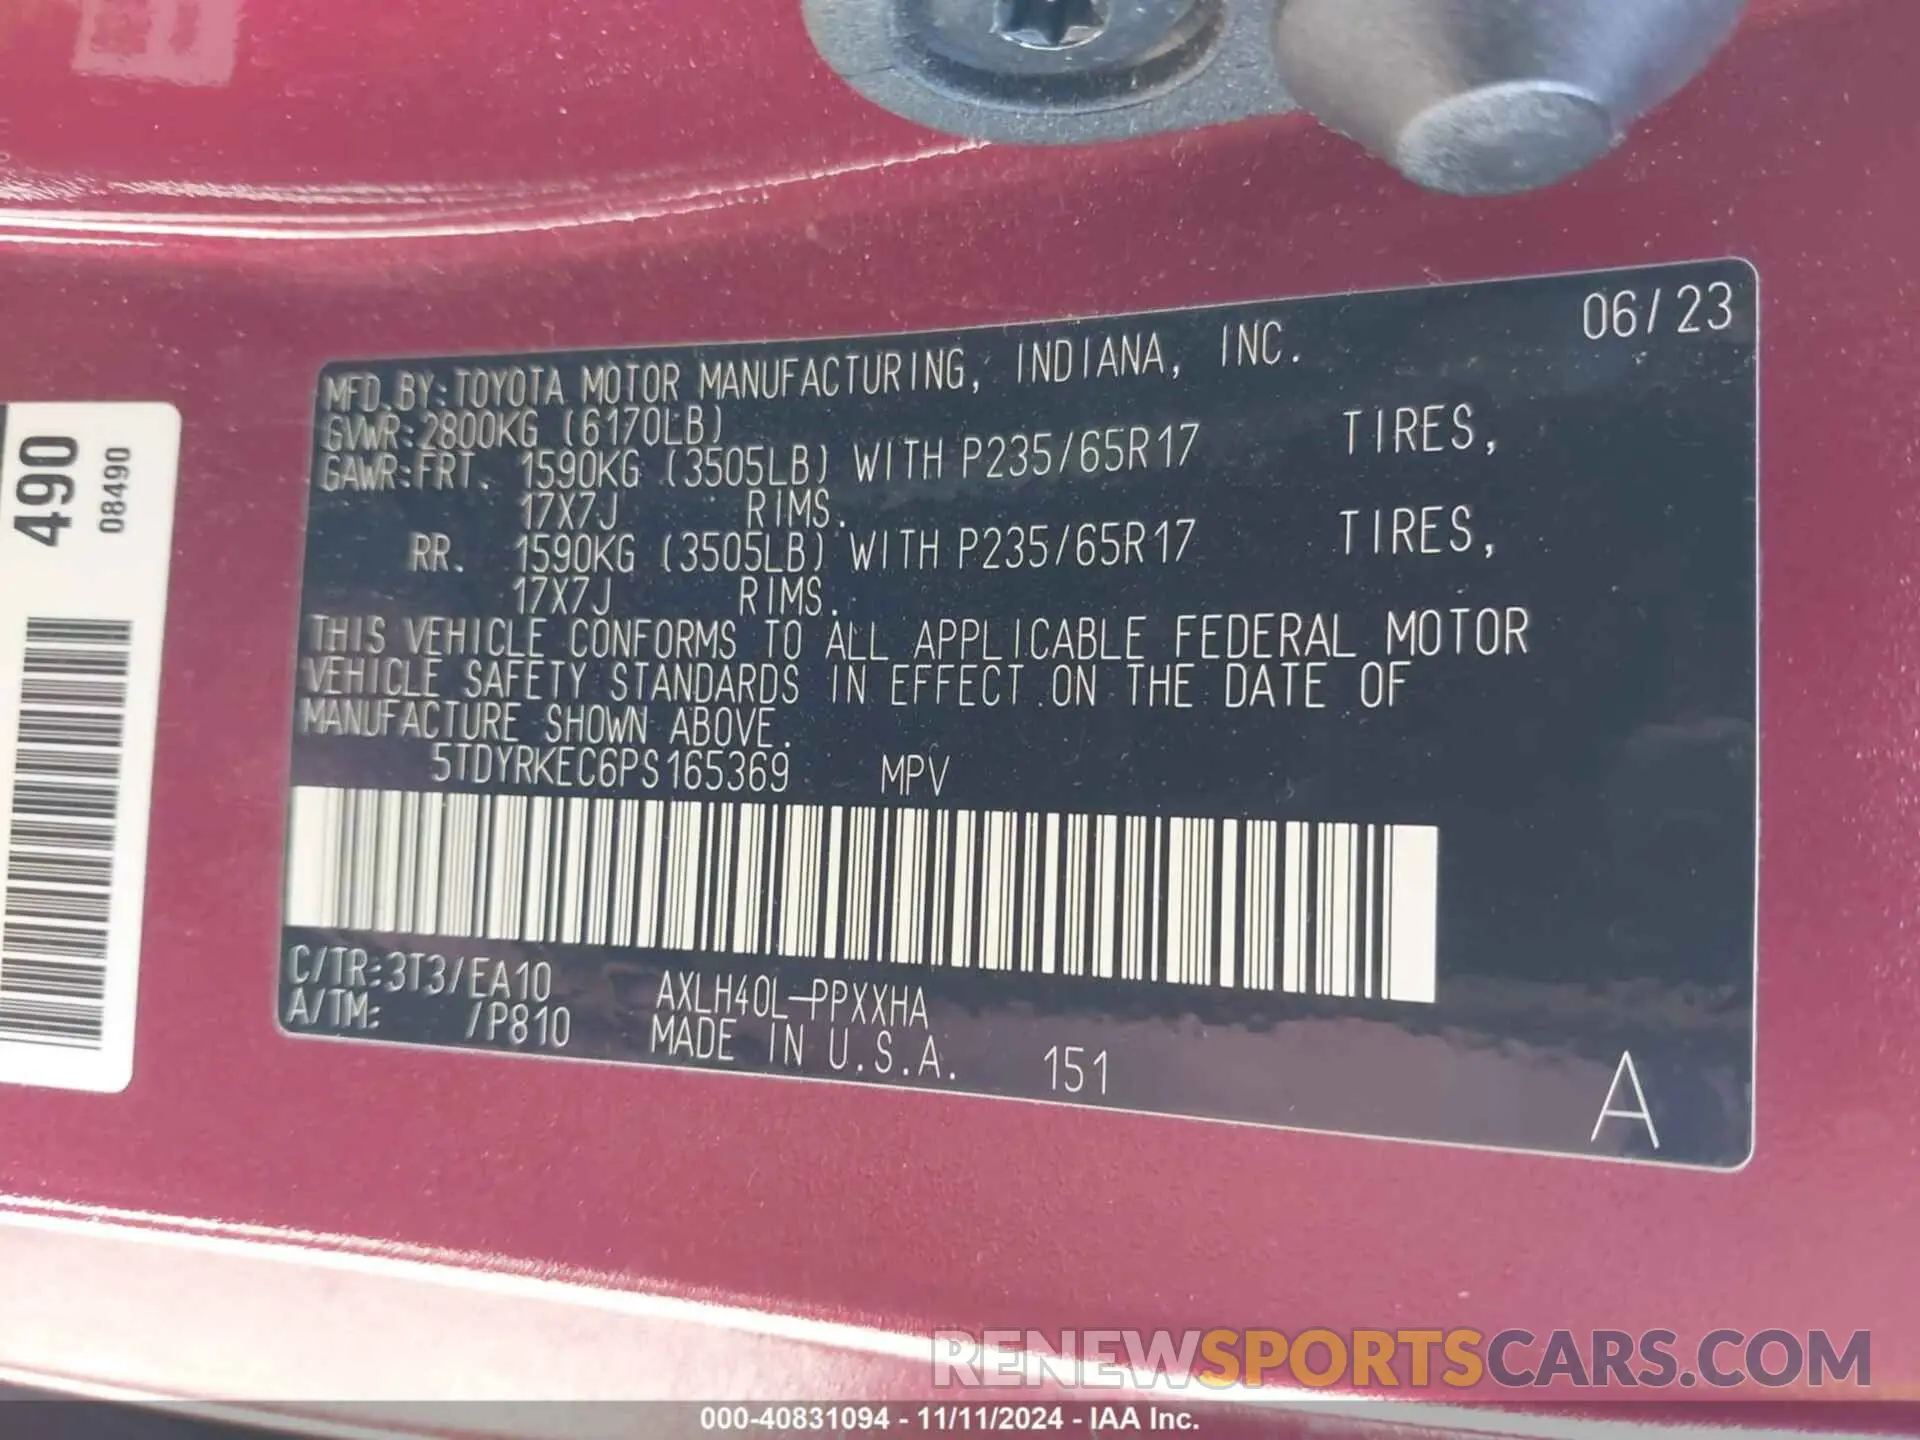 490
08490
06/23
MFD.BY:TOYOTA MOTOR MANUFACTURING, INDIANA, INC.
GVWR:2800KG (6170LB)
GAWR:FRT. 1590KG (3505LB) WITH P235/65R17 TIRES,
17X7J RIMS.
RR. 1590KG (3505LB) WITH P235/65R17 TIRES,
17X7J RIMS.
THIS VEHICLE CONFORMS TO ALL APPLICABLE FEDERAL MOTOR
VEHICLE SAFETY STANDARDS IN EFFECT ON THE DATE OF
MANUFACTURE SHOWN ABOVE.
5TDYRKEC6PS165369 MPV
C/TR:3T3/EA10 AXLH40L-PPXXHA
A/TM: /P810 MADE IN U.S.A. 151
A
RENEWSPORTSCARS.COM
000-40831094 - 11/11/2024 - IAA Inc.